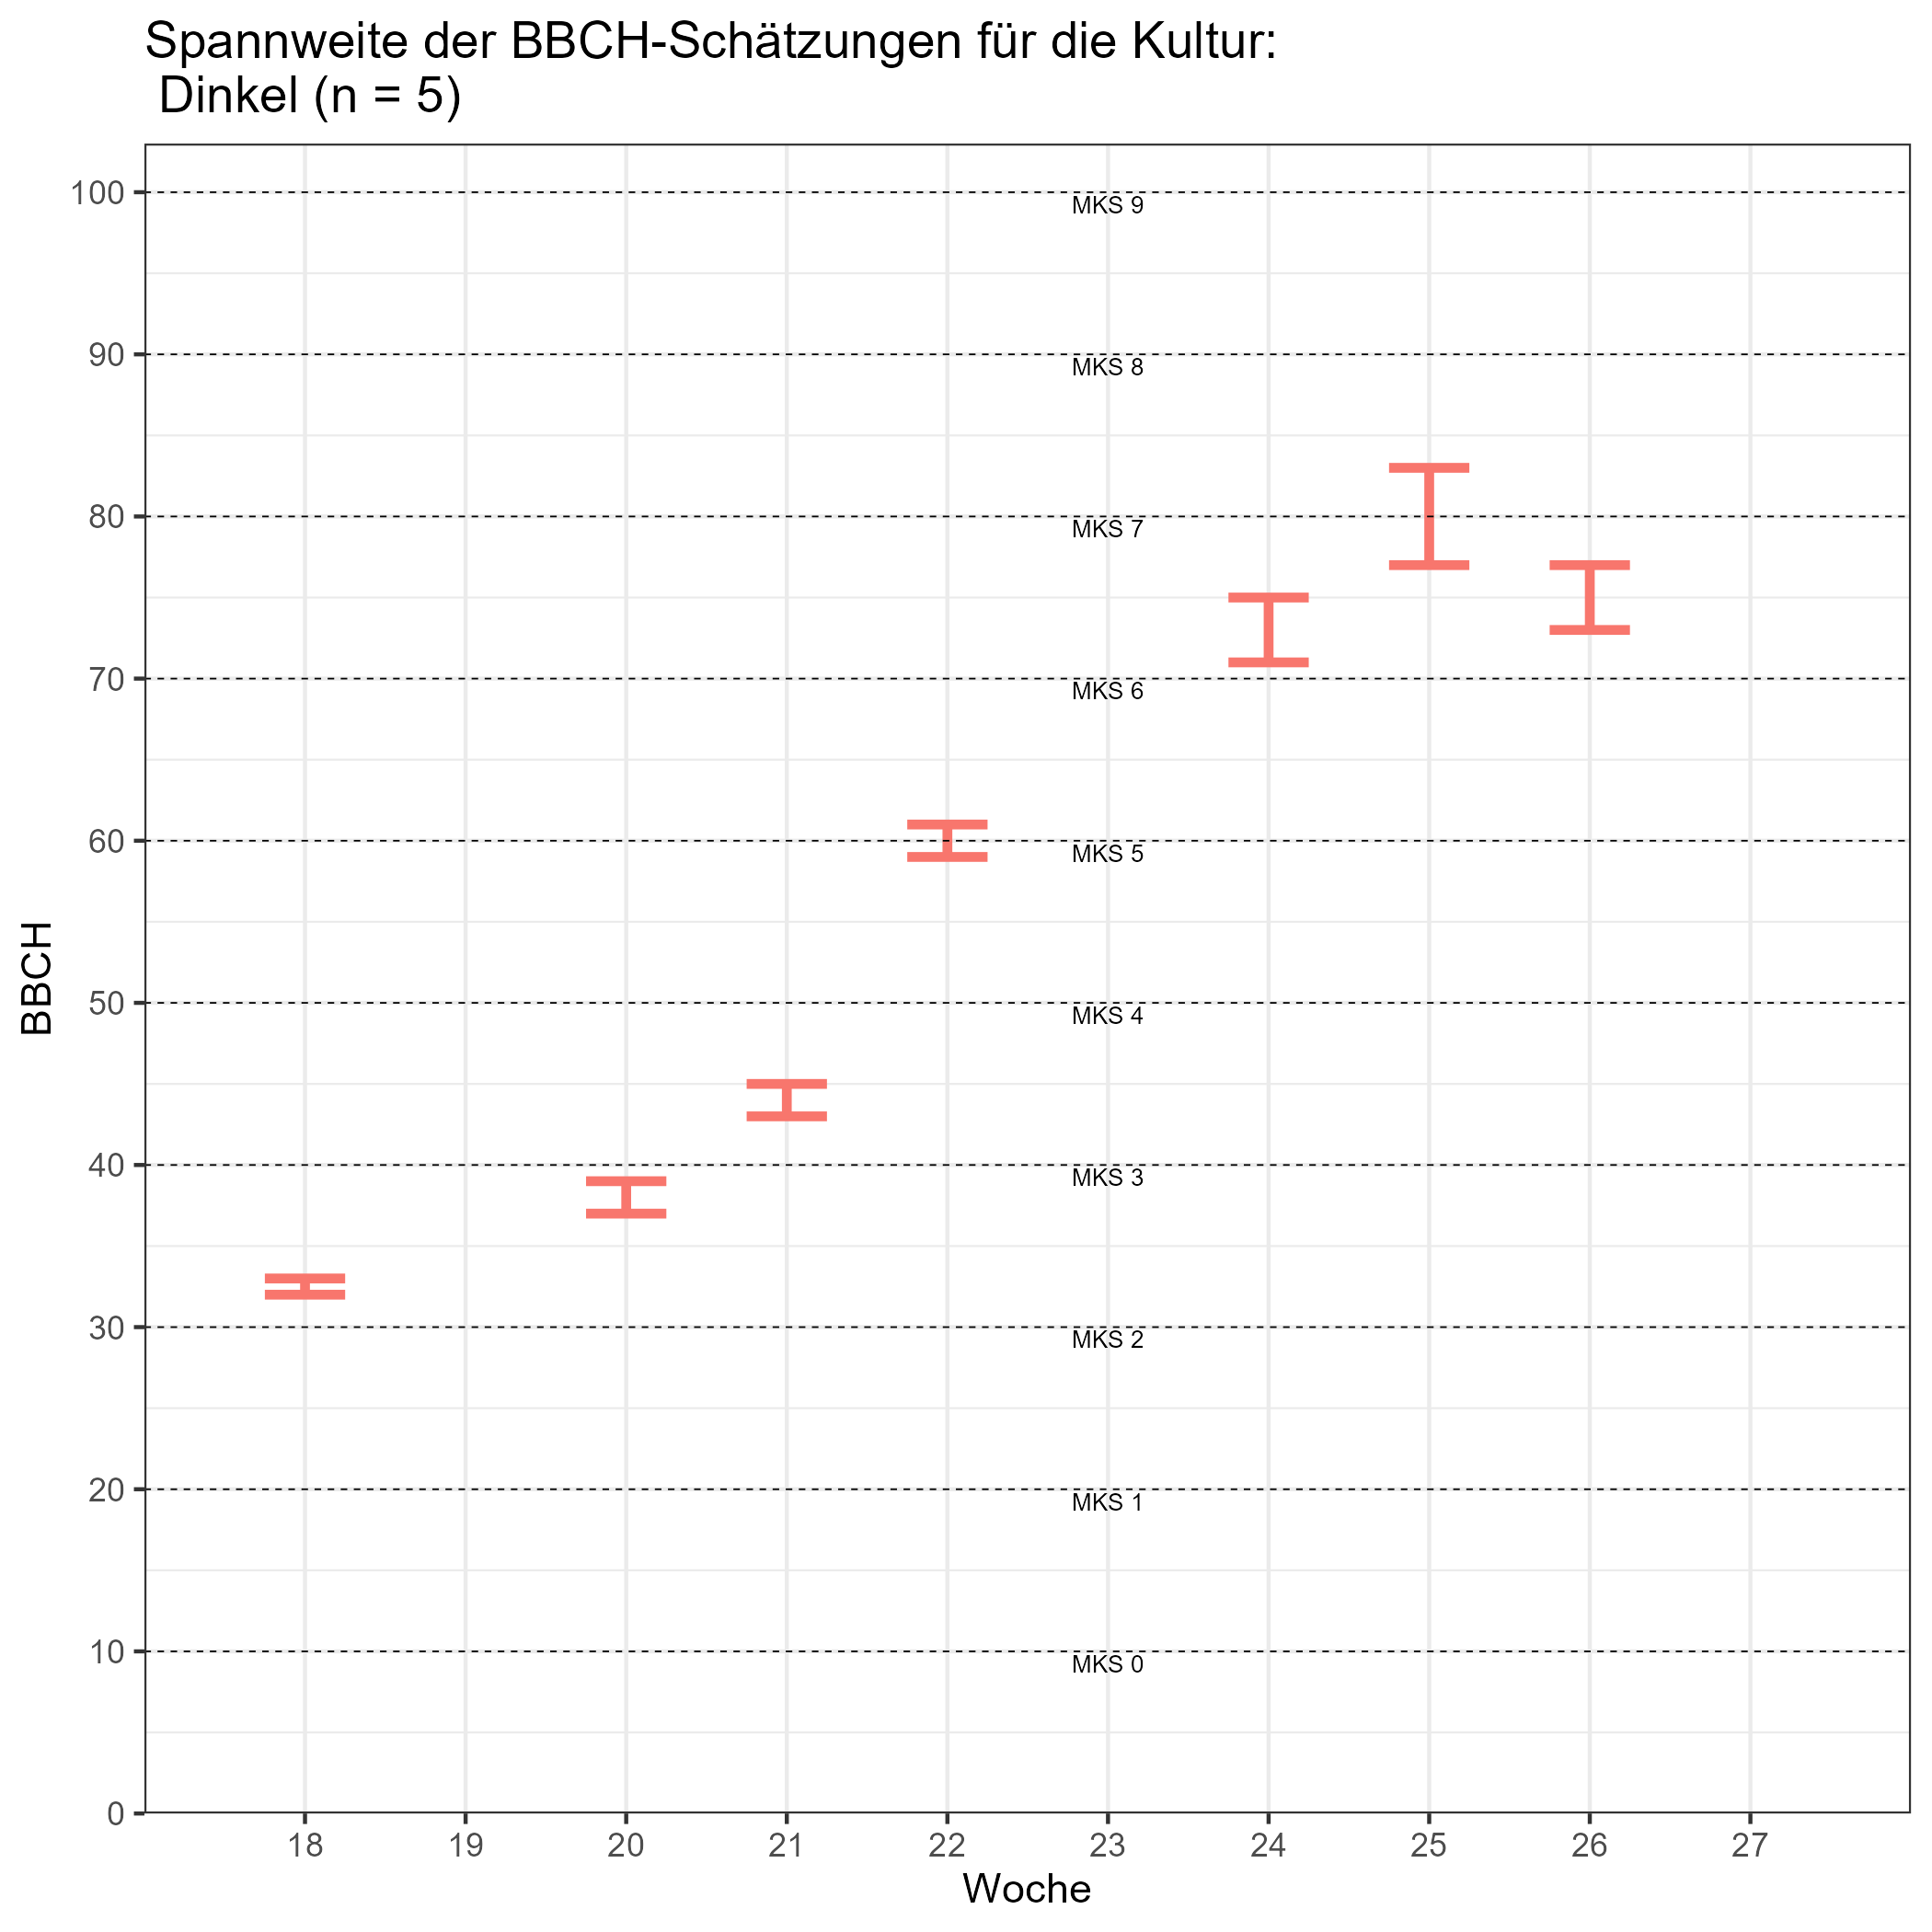 Spannweite der BBCH-Schätzungen für die Kultur:
Dinkel (n = 5)
BBCH
100
90
80
70
60
50
40
30
20
10
0
MKS 9
MKS 8
MKS 7
MKS 6
MKS 5
MKS 4
MKS 3
MKS 2
MKS 1
MKS 0
18 19 20 21 22 23 24 25 26 27
Woche